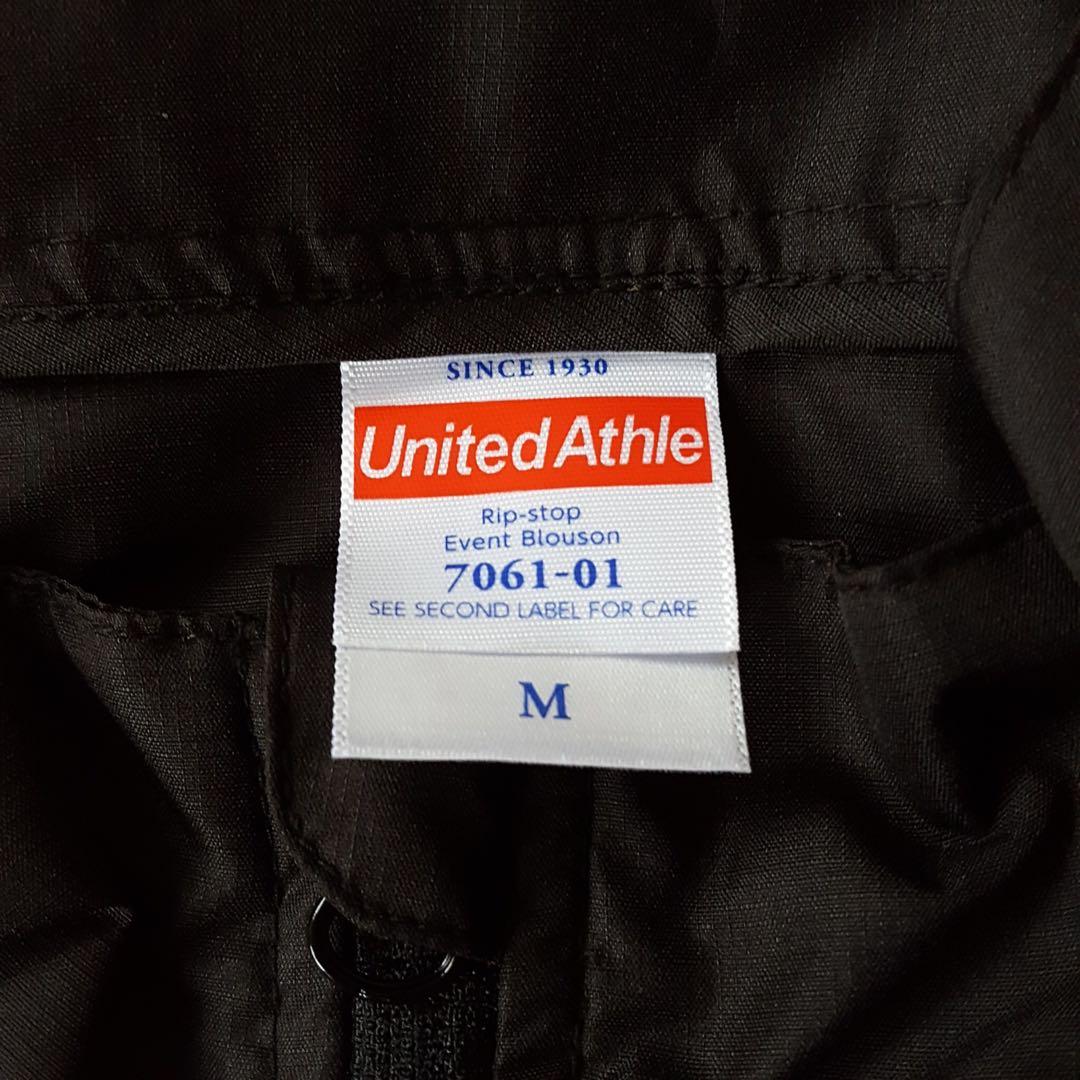 SINCE 1930
United Athle
Rip-stop
Event Blouson
7061-01
SEE SECOND LABEL FOR CARE
M